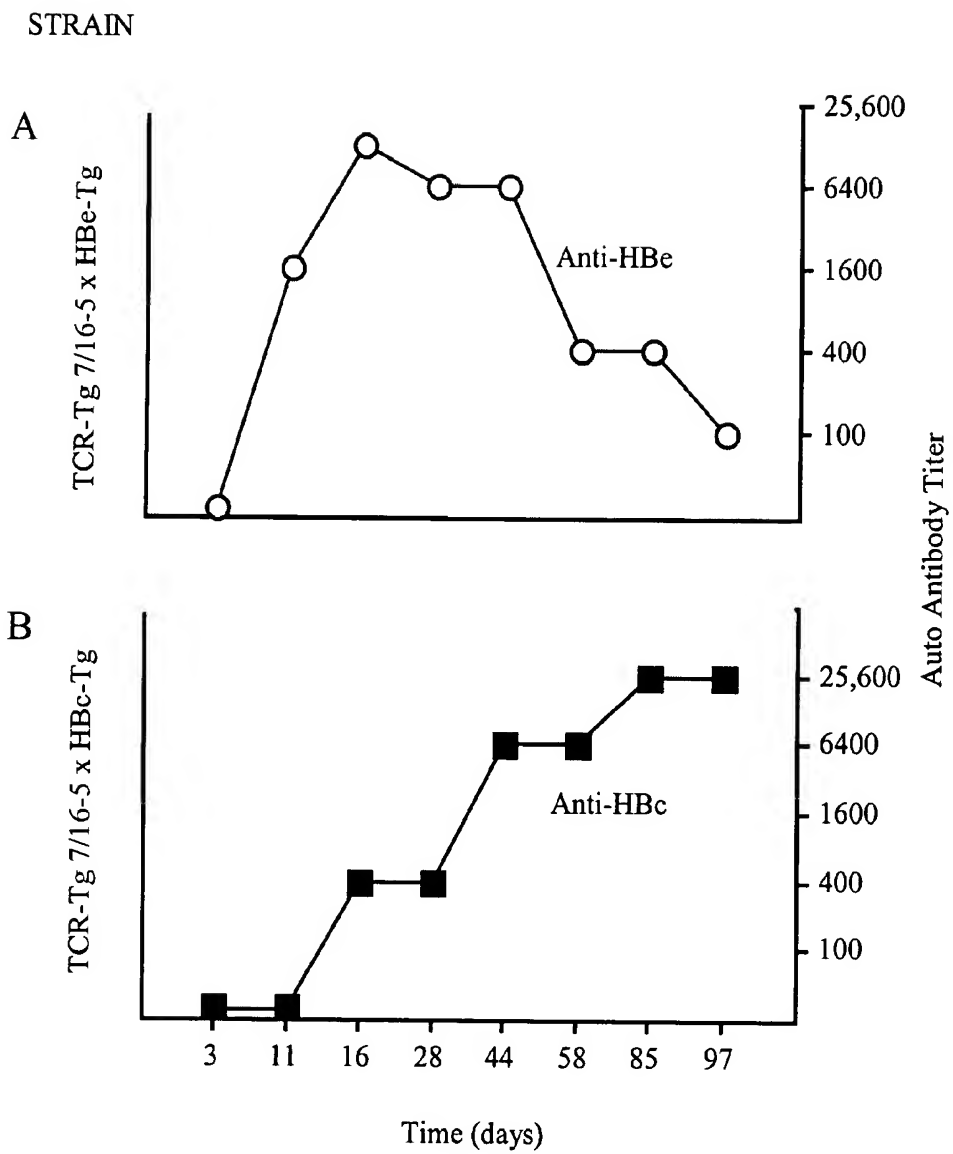 STRAIN
A
TCR-Tg 7/16-5 x HBe-Tg
Anti-HBe
25,600
6400
1600
400
100
Auto Antibody Titer
B
TCR-Tg 7/16-5 x HBc-Tg
Anti-HBc
25,600
6400
1600
400
100
3 11 16 28 44 58 85 97
Time (days)